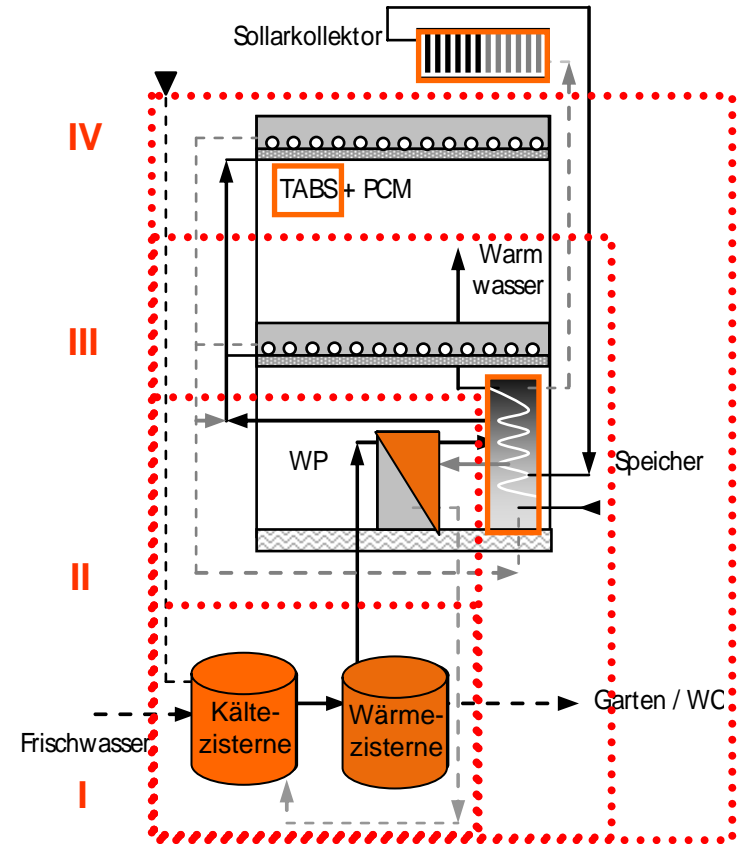 Sollarkollektor
IV
TABS + PCM
Warm
wasser
III
WP
Speicher
II
Kälte-
zisterne
Wärme-
zisterne
Garten / WC
Frischwasser
I